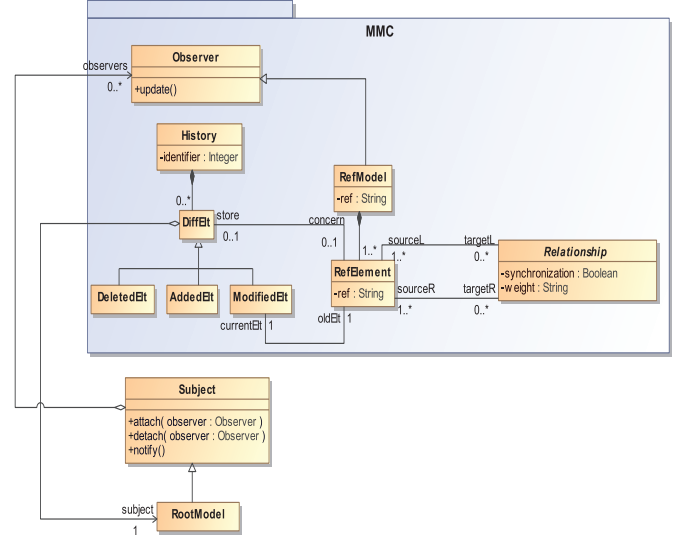 MMC
Observer
+update()
observers
0..*
History
-identifier : Integer
0..*
DiffElt
store
0..1
concern
0..1
RefModel
-ref : String
1..*
RefElement
-ref : String
sourceL
1..*
targetL
0..*
sourceR
1..*
targetR
0..*
Relationship
-synchronization : Boolean
-weight : String
DeletedElt
AddedElt
ModifiedElt
currentElt
1
oldElt
1
Subject
+attach( observer : Observer )
+detach( observer : Observer )
+notify()
RootModel
subject
1